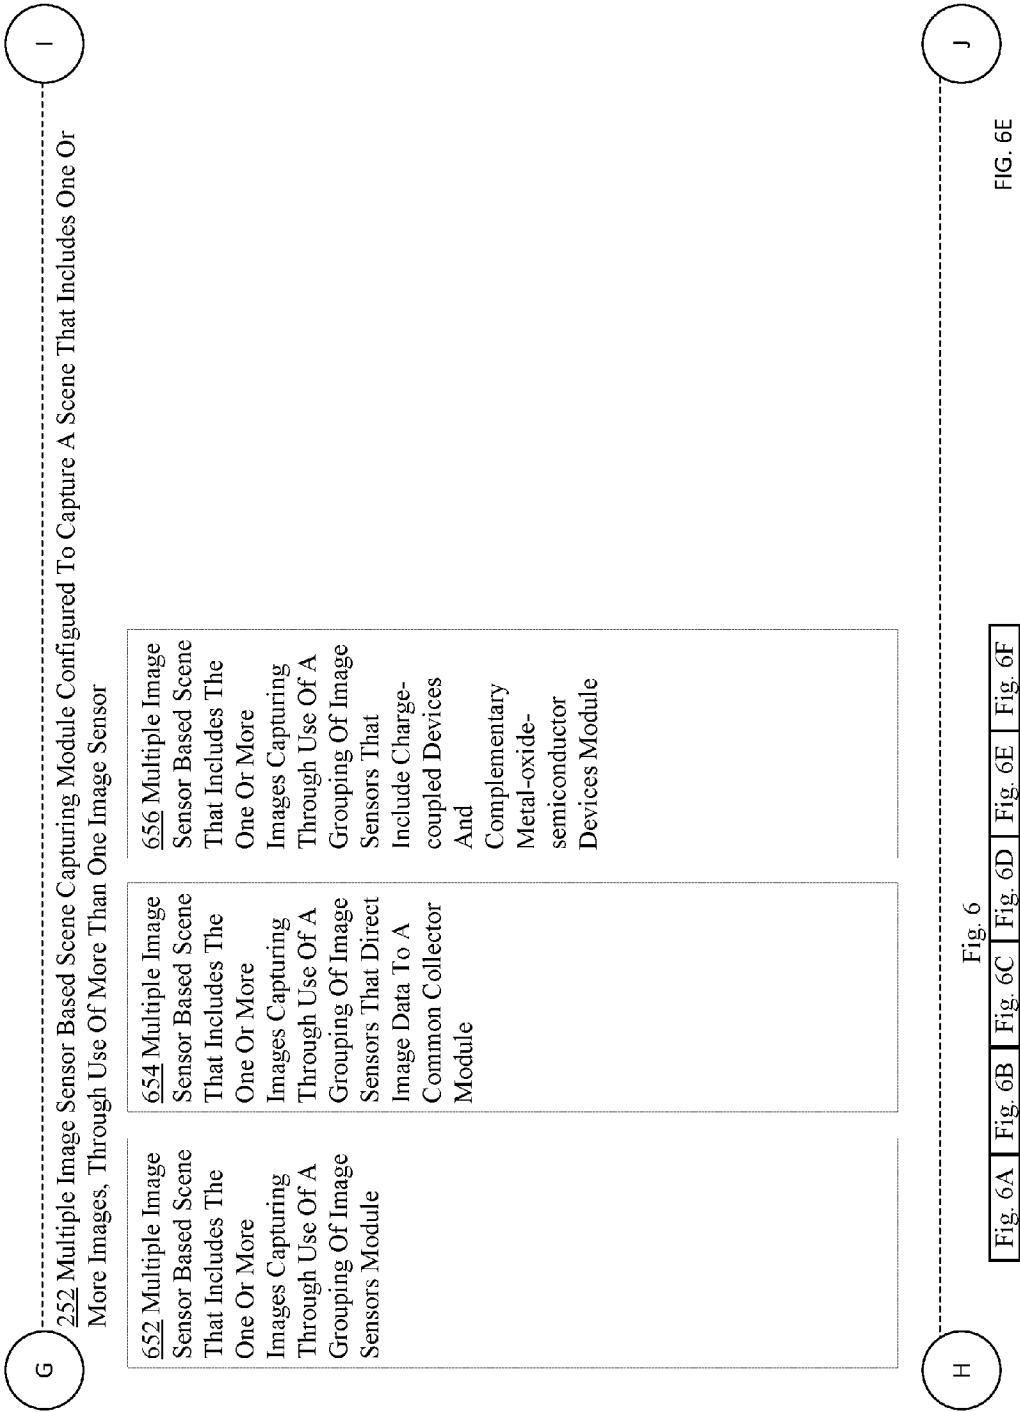 G
I
252 Multiple Image Sensor Based Scene Capturing Module Configured To Capture A Scene That Includes One Or
More Images, Through Use Of More Than One Image Sensor
652 Multiple Image
Sensor Based Scene
That Includes The
One Or More
Images Capturing
Through Use Of A
Grouping Of Image
Sensors Module
654 Multiple Image
Sensor Based Scene
That Includes The
One Or More
Images Capturing
Through Use Of A
Grouping Of Image
Sensors That Direct
Image Data To A
Common Collector
Module
656 Multiple Image
Sensor Based Scene
That Includes The
One Or More
Images Capturing
Through Use Of A
Grouping Of Image
Sensors That
Include Charge-
coupled Devices
And
Complementary
Metal-oxide-
semiconductor
Devices Module
H
J
Fig. 6
Fig. 6A Fig. 6B Fig. 6C Fig. 6D Fig. 6E Fig. 6F
FIG. 6E